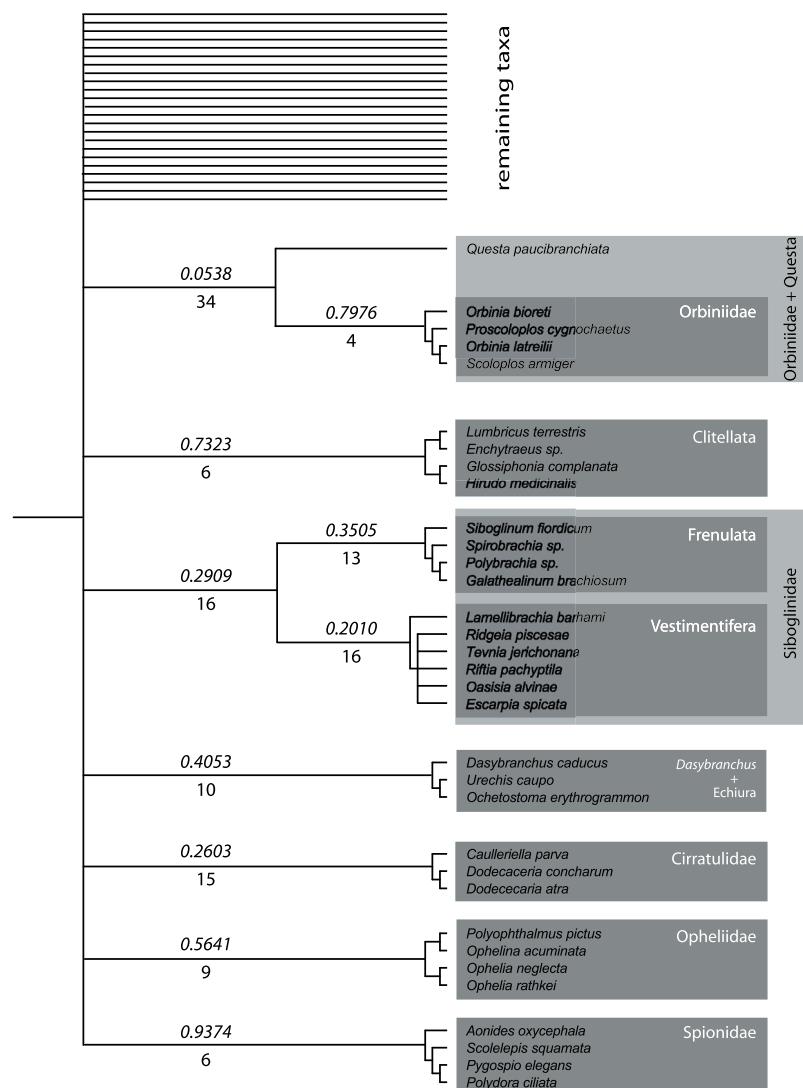 remaining taxa
0.0538
34
Questa paucibranchiata
Orbiniidae + Questa
0.7976
4
Orbinia bioreti
Proscoloplos cygnochaetus
Orbinia latreilii
Scoloplos armiger
Orbiniidae
0.7323
6
Lumbricus terrestris
Enchytraeus sp.
Glossiphonia complanata
Hirudo medicinalis
Clitellata
0.2909
16
0.3505
13
Siboglinum fiordicum
Spirobrachia sp.
Polybrachia sp.
Galathealinum brachiosum
Frenulata
Siboglinidae
0.2010
16
Lamellibrachia barhami
Ridgeia piscesae
Tevnia jerichonana
Riftia pachyptila
Oasisia alvinae
Escarpia spicata
Vestimentifera
0.4053
10
Dasybranchus caducus
Urechis caupo
Ochetostoma erythrogrammon
Dasybranchus
+
Echiura
0.2603
15
Caulleriella parva
Dodecaceria concharum
Dodececaria atra
Cirratulidae
0.5641
9
Polyophthalmus pictus
Ophelina acuminata
Ophelia neglecta
Ophelia rathkei
Opheliidae
0.9374
6
Aonides oxycephala
Scolelepis squamata
Pygospio elegans
Polydora ciliata
Spionidae